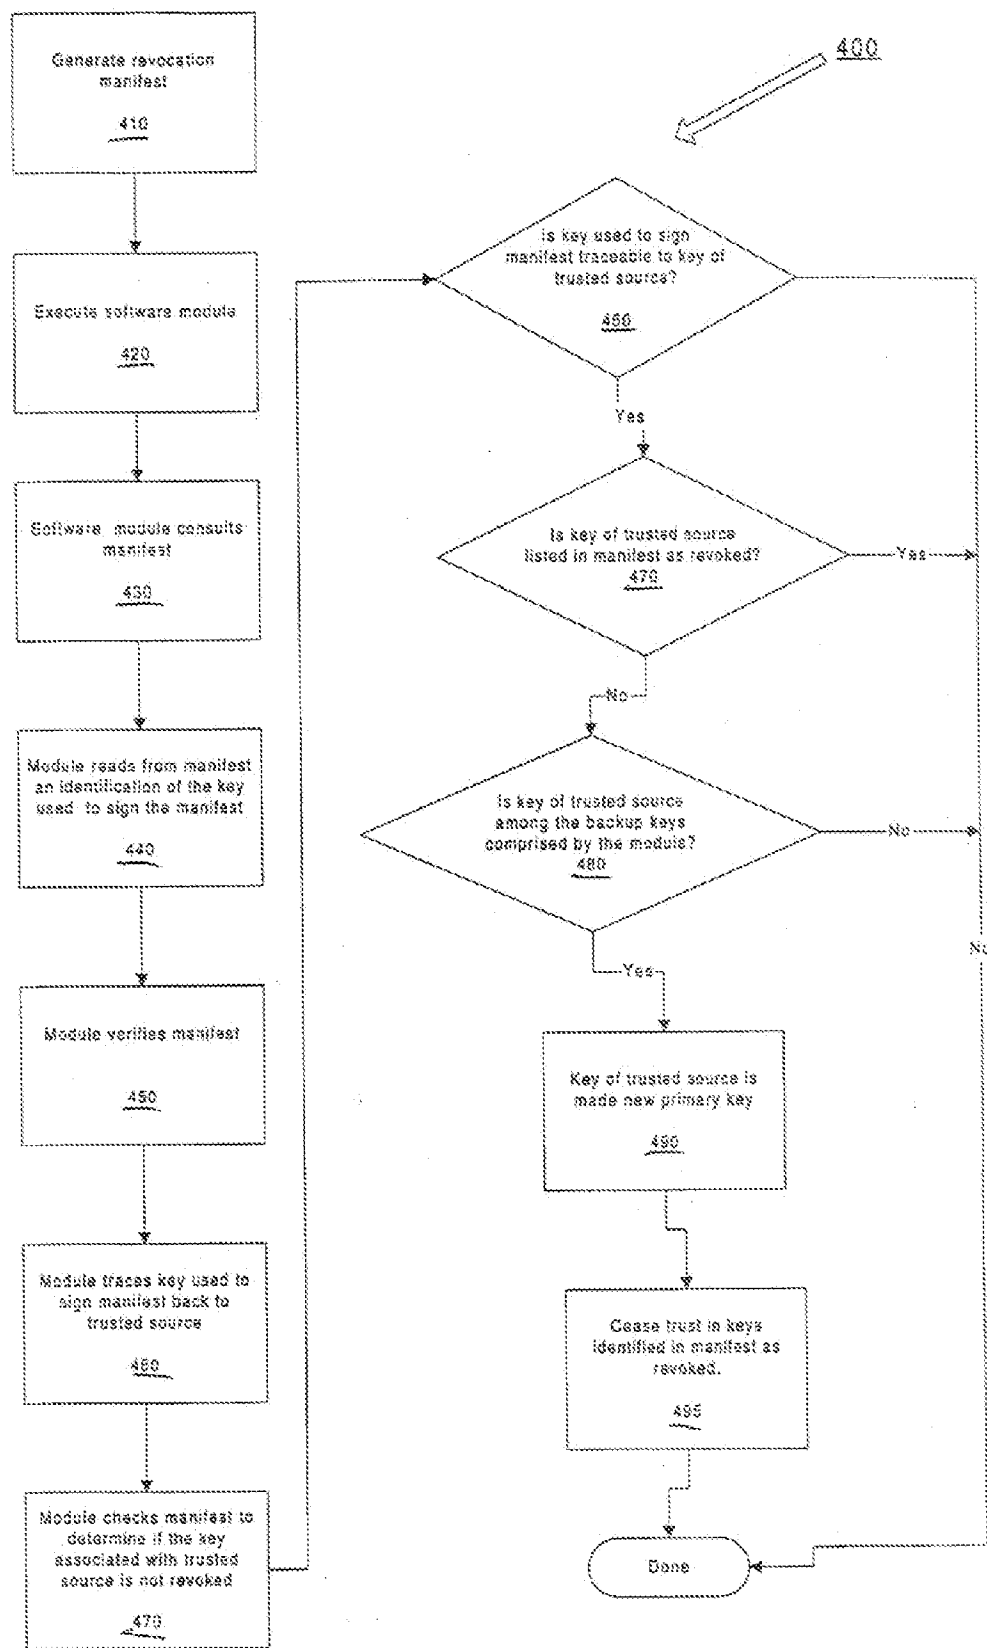 Generate revocation
manifest
410
Execute software module
420
Software module consults
manifest
430
Module reads from manifest
an identification of the key
used to sign the manifest
440
Module verifies manifest
450
Module traces key used to
sign manifest back to
trusted source
460
Module checks manifest to
determine if the key
associated with trusted
source is not revoked
470
400
Is key used to sign
manifest traceable to key of
trusted source?
Yes
Is key of trusted source
listed in manifest as revoked?
470
Yes
No
Is key of trusted source
among the backup keys
comprised by the module?
480
No
No
Yes
Key of trusted source is
made new primary key
490
Cease trust in keys
identified in manifest as
revoked.
495
Done